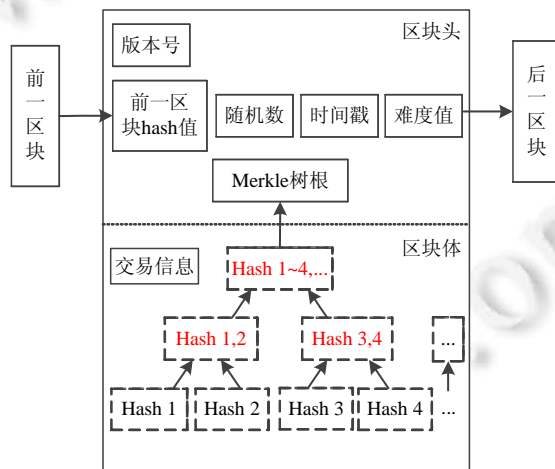 区块头
版本号
前一区块
前一区块hash值
随机数
时间戳
难度值
后一区块
Merkle树根
区块体
交易信息
Hash 1~4,...
Hash 1,2
Hash 3,4
...
Hash 1
Hash 2
Hash 3
Hash 4
...